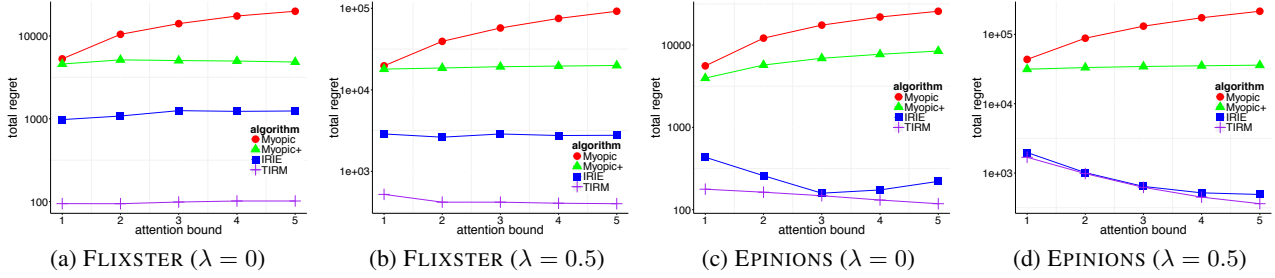 total regret
10000
1000
100
algorithm
Myopic
Myopic+
IRIE
TIRM
1 2 3 4 5
attention bound
(a) FLIXSTER (λ = 0)
total regret
1e+05
1e+04
1e+03
algorithm
Myopic
Myopic+
IRIE
TIRM
1 2 3 4 5
attention bound
(b) FLIXSTER (λ = 0.5)
total regret
10000
1000
100
algorithm
Myopic
Myopic+
IRIE
TIRM
1 2 3 4 5
attention bound
(c) EPINIONS (λ = 0)
total regret
1e+05
1e+04
1e+03
algorithm
Myopic
Myopic+
IRIE
TIRM
1 2 3 4 5
attention bound
(d) EPINIONS (λ = 0.5)